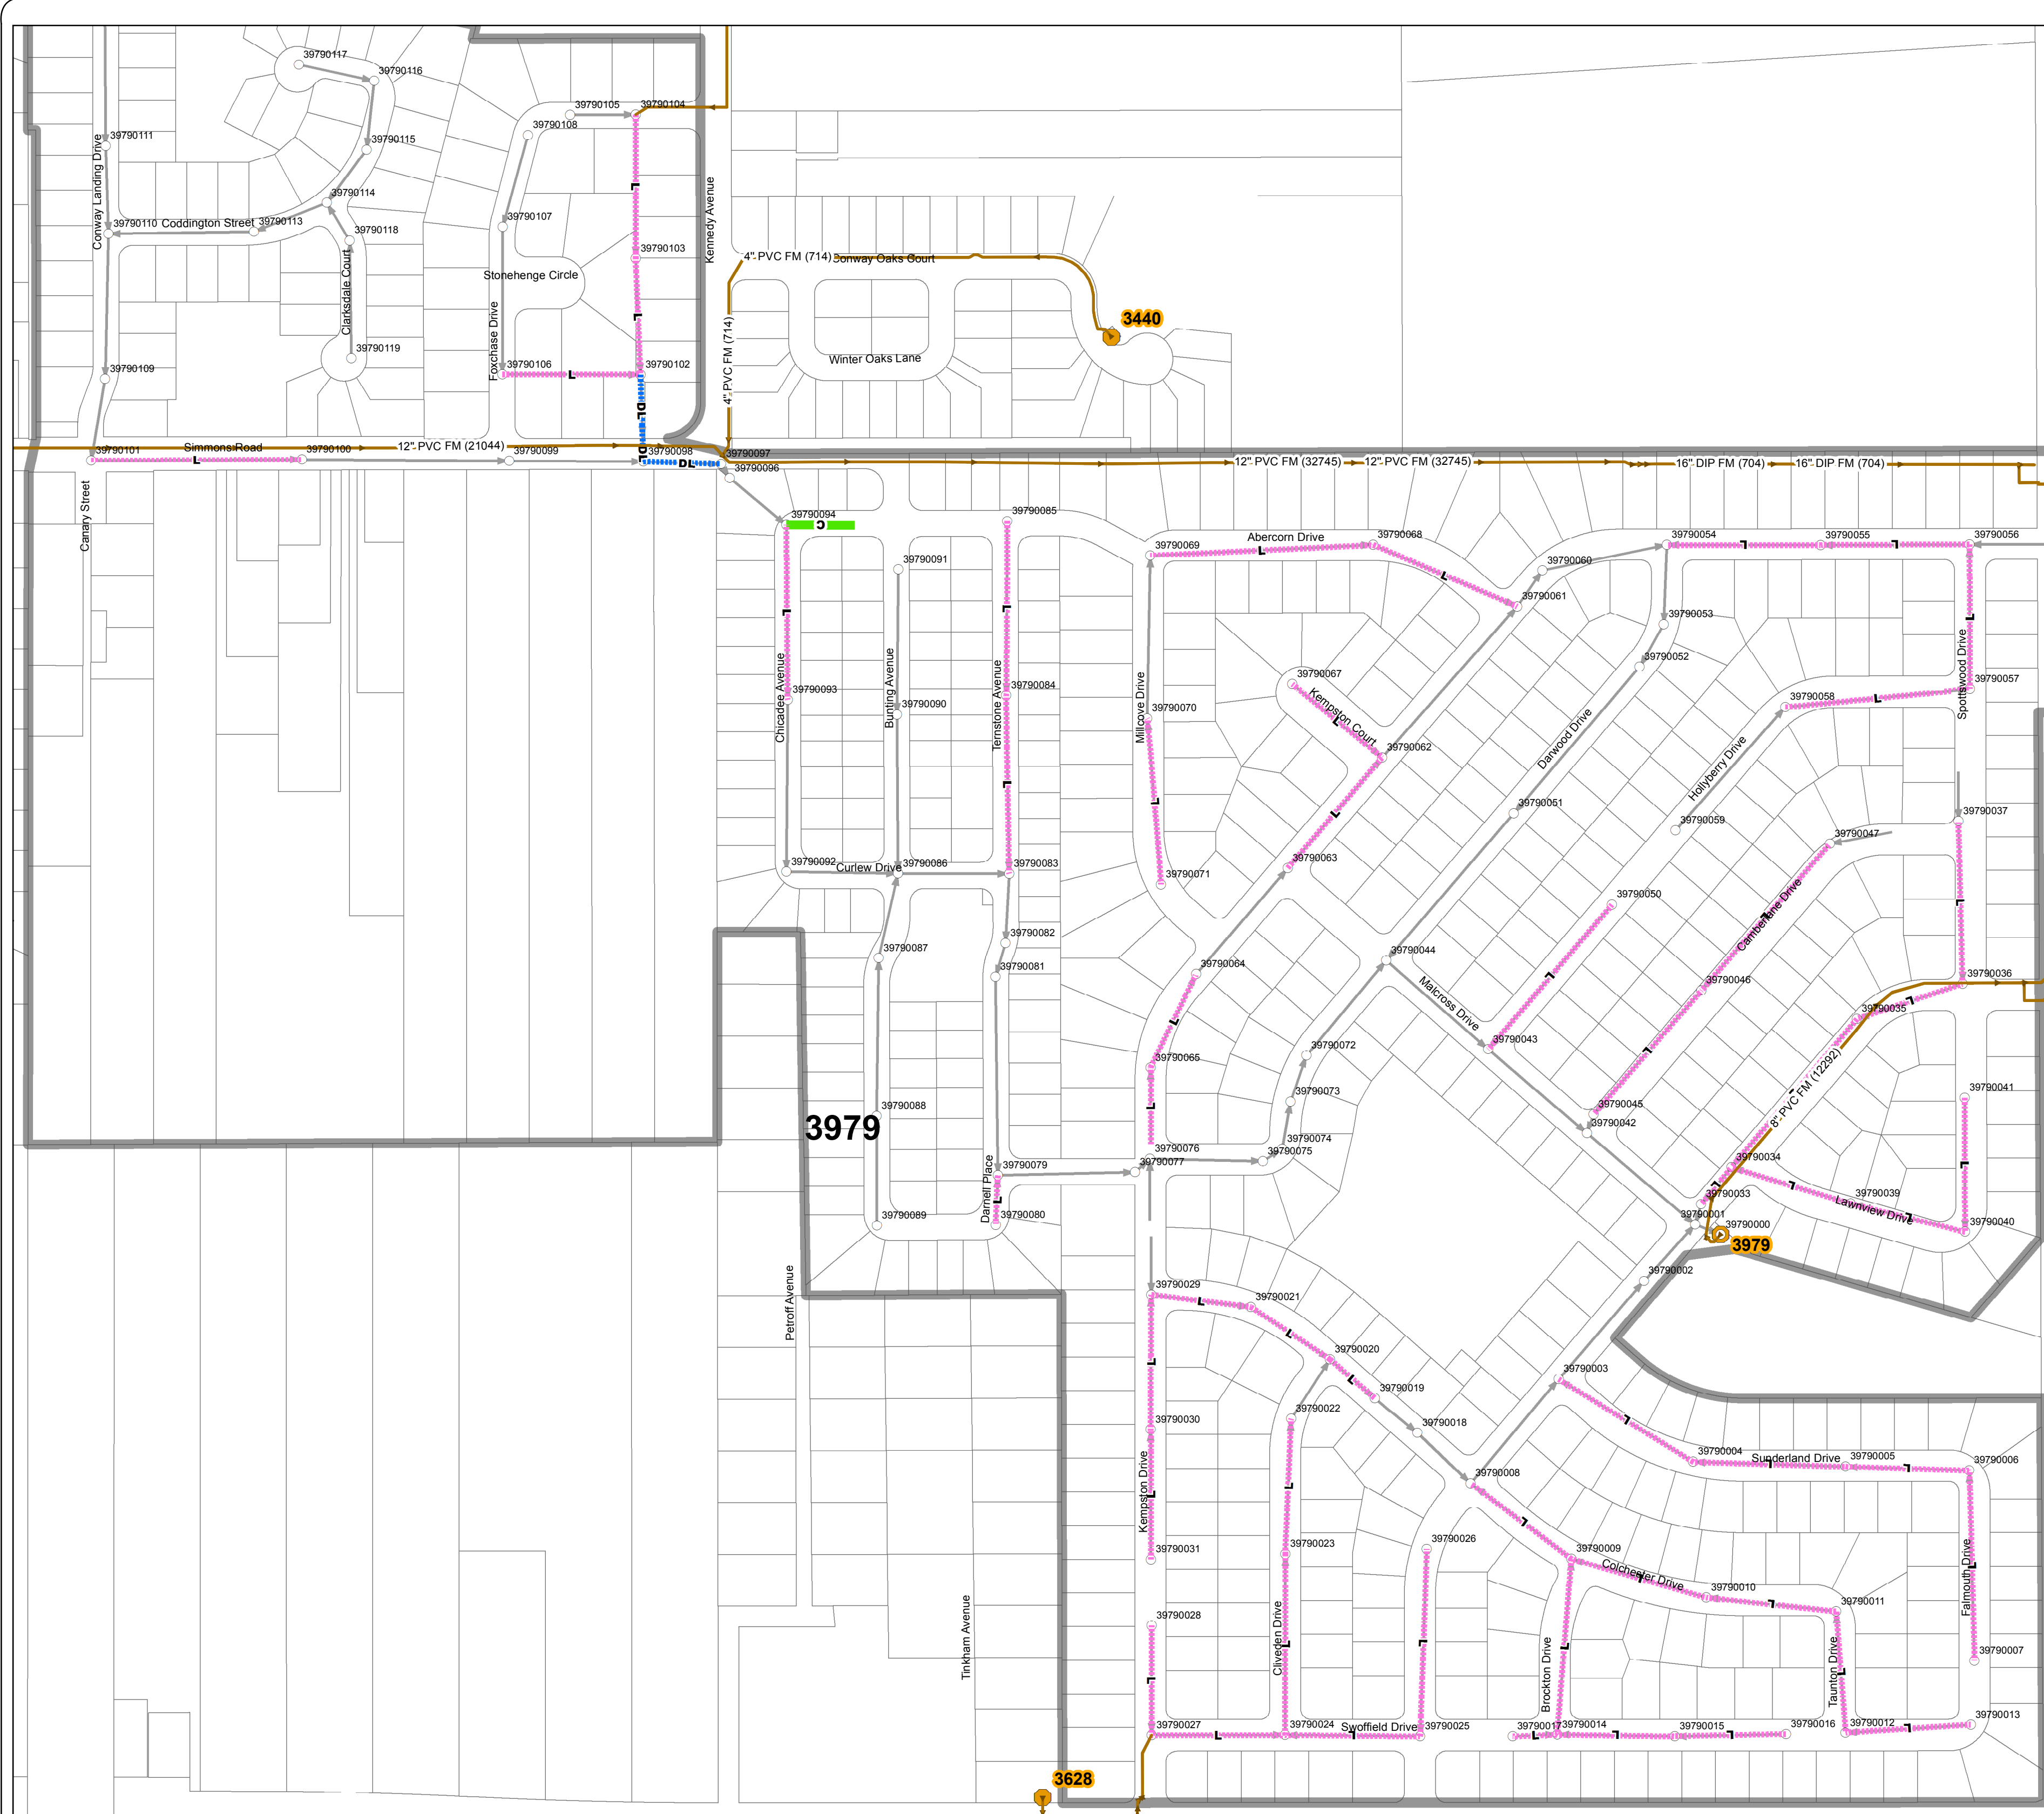 39790117
39790116
39790105
39790104
39790108
39790111
39790115
Conway Landing Drive
39790114
Kennedy Avenue
39790110
Coddington Street
39790113
39790107
39790118
39790103
4" PVC FM (714)
Conway Oaks Court
Stonehenge Circle
Clarksdale Court
Foxchase Drive
3440
4" PVC FM (714)
Winter Oaks Lane
39790119
39790109
39790106
L
39790102
L
L
DL
DL
39790101
Simmons Road
39790100
12" PVC FM (21044)
39790099
39790098
39790097
L
DL
39790096
12" PVC FM (32745)
12" PVC FM (32745)
16" DIP FM (704)
16" DIP FM (704)
Canary Street
39790094
C
39790085
39790069
Abercorn Drive
39790068
39790054
39790055
39790056
L
L
L
L
39790091
39790060
39790061
39790053
L
L
L
39790052
Chicadee Avenue
Bunting Avenue
Ternstone Avenue
Millcove Drive
39790067
Kempston Court
L
Spottswood Drive
39790057
39790058
L
39790093
39790084
39790090
39790070
39790062
Darwood Drive
Hollyberry Drive
L
L
L
39790051
39790059
39790037
39790047
39790092
Curlew Drive
39790086
39790083
39790063
39790071
39790050
Camberlane Drive
L
L
39790087
39790082
39790081
39790064
39790044
L
39790046
39790036
Malcross Drive
L
L
39790035
39790065
39790072
39790043
L
8" PVC FM (12292)
L
39790073
39790041
39790088
3979
L
39790045
39790042
39790074
39790076
39790075
39790034
39790079
39790077
L
L
L
Darnell Place
L
39790033
39790039
Lawnview Drive
L
39790089
39790080
39790001
39790000
39790040
3979
39790002
39790029
39790021
L
L
Petroff Avenue
39790020
L
L
39790003
39790019
39790030
39790022
39790018
L
39790004
Sunderland Drive
L
39790005
L
39790006
39790008
Kempston Drive
L
L
L
39790026
39790031
39790023
39790009
Colchester Drive
L
39790010
L
Falmouth Drive
L
Tinkham Avenue
39790028
Cliveden Drive
L
L
Brockton Drive
L
39790011
Taunton Drive
L
39790007
L
39790027
L
39790024
L
Swoffield Drive
39790025
39790017
L
39790014
L
39790015
L
39790016
39790012
L
39790013
3628